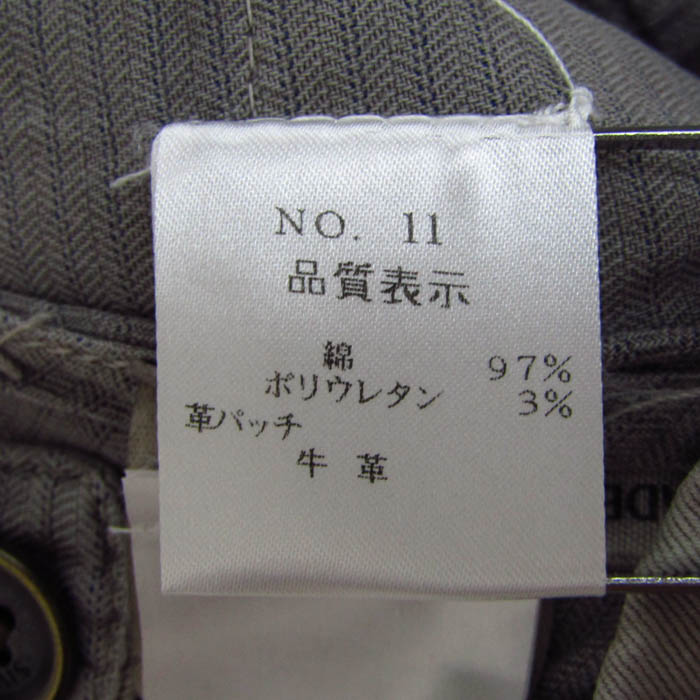 NO. 11
品質表示
綿 97%
ポリウレタン 3%
革パッチ
牛革